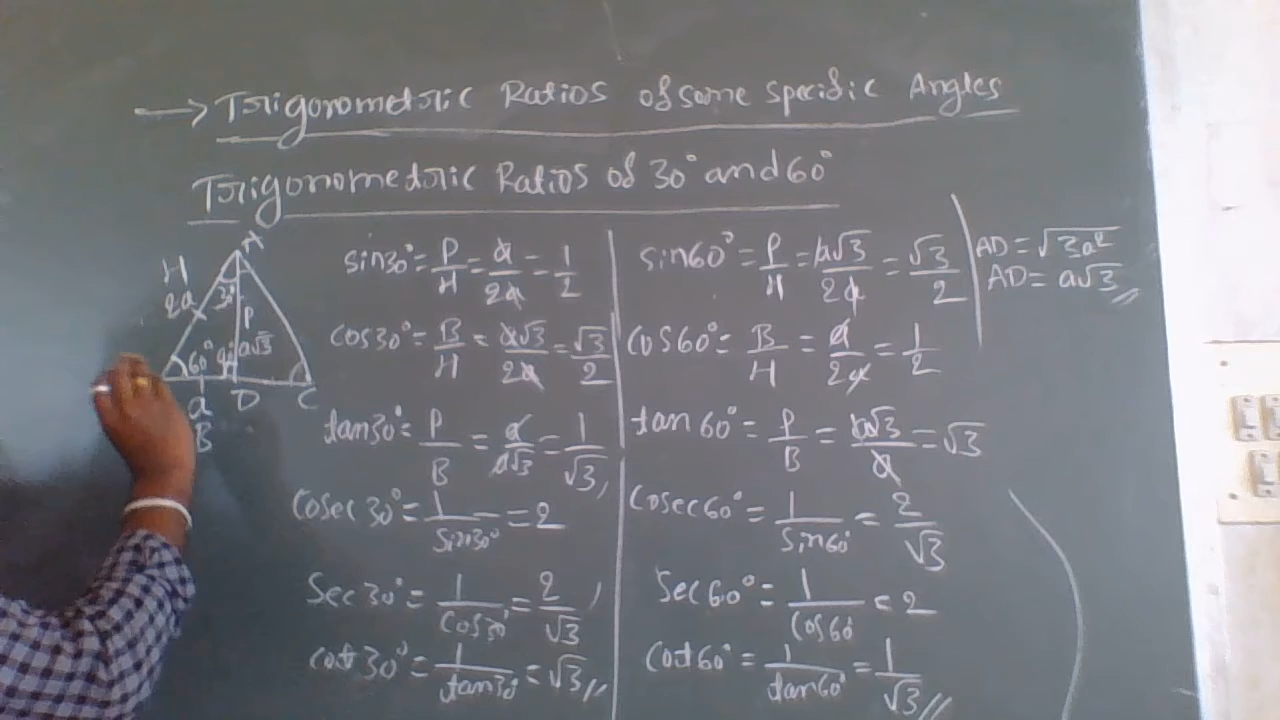 → Trigonometric Ratios of some specific Angles
Trigonometric Ratios of 30° and 60°
A
H
2a
30°
P
60°
a√3
a
D
C
B
sin30° = P/H = a/2a = 1/2
cos30° = B/H = a√3/2a = √3/2
tan30° = P/B = a/a√3 = 1/√3
Cosec30° = 1/Sin30° = 2
Sec30° = 1/Cos30° = 2/√3
cot30° = 1/tan30° = √3
sin60° = P/H = a√3/2a = √3/2
cos60° = B/H = a/2a = 1/2
tan60° = P/B = a√3/a = √3
Cosec60° = 1/Sin60° = 2/√3
Sec60° = 1/Cos60 = 2
Cot60° = 1/tan60° = 1/√3
AD = √3a²
AD = a√3